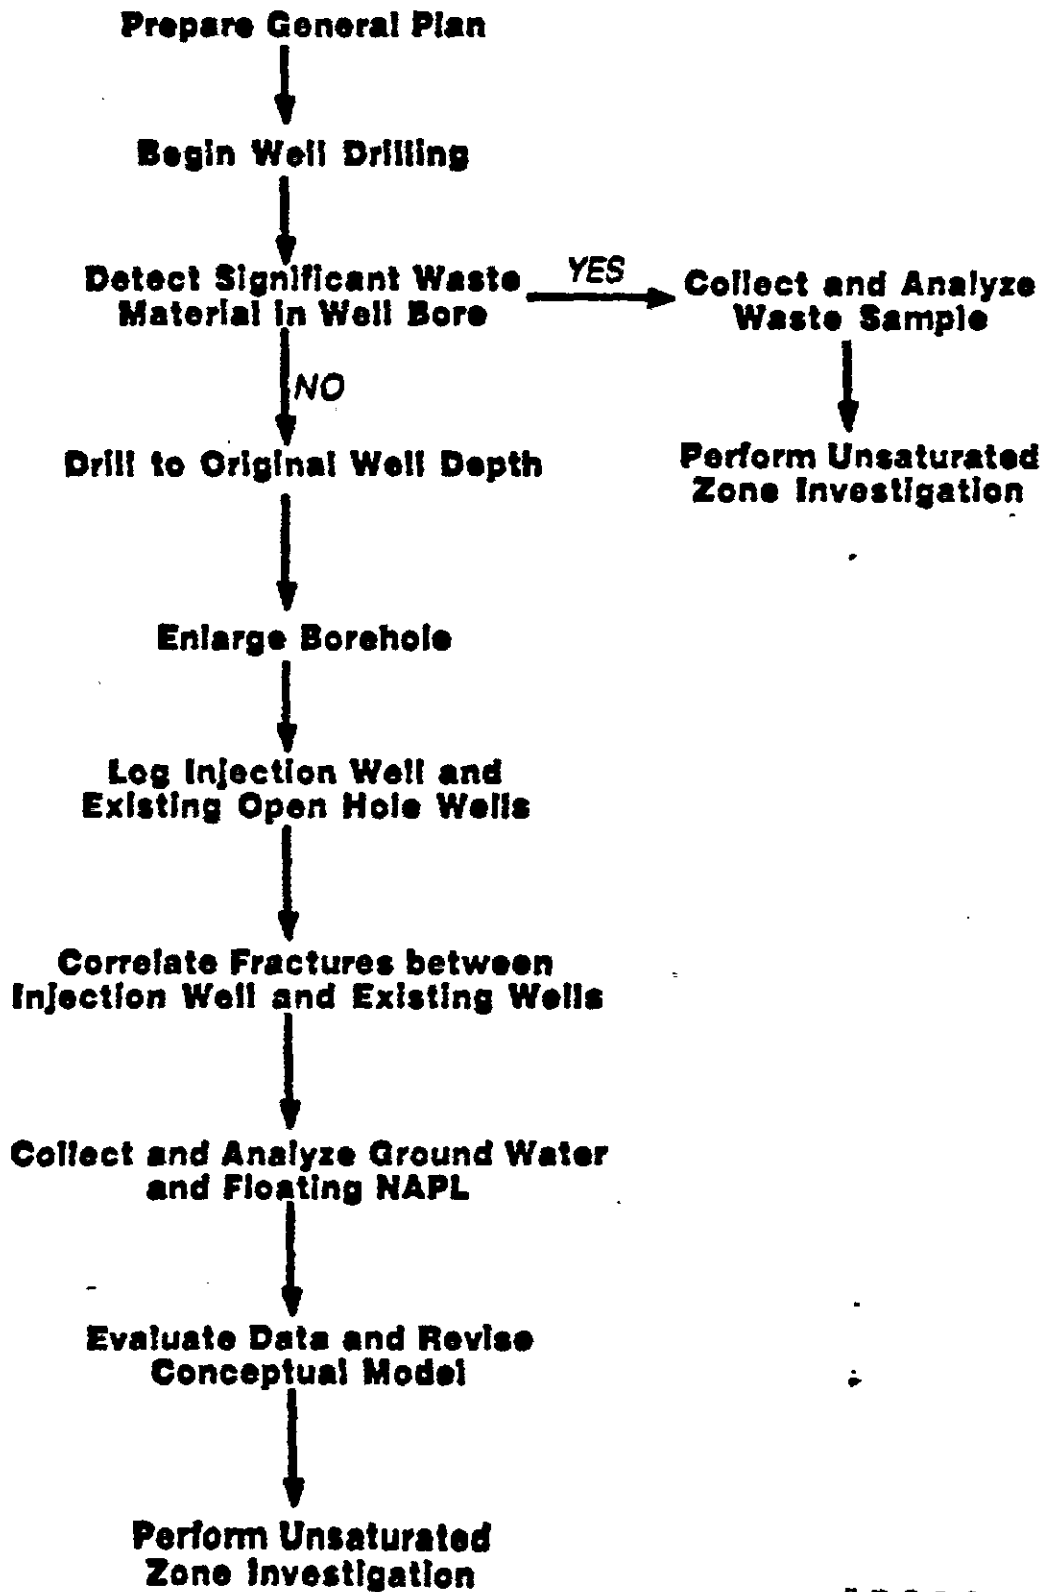 Prepare General Plan
Begin Well Drilling
Detect Significant Waste
Material in Well Bore
YES
Collect and Analyze
Waste Sample
NO
Drill to Original Well Depth
Perform Unsaturated
Zone Investigation
Enlarge Borehole
Log Injection Well and
Existing Open Hole Wells
Correlate Fractures between
Injection Well and Existing Wells
Collect and Analyze Ground Water
and Floating NAPL
Evaluate Data and Revise
Conceptual Model
Perform Unsaturated
Zone Investigation